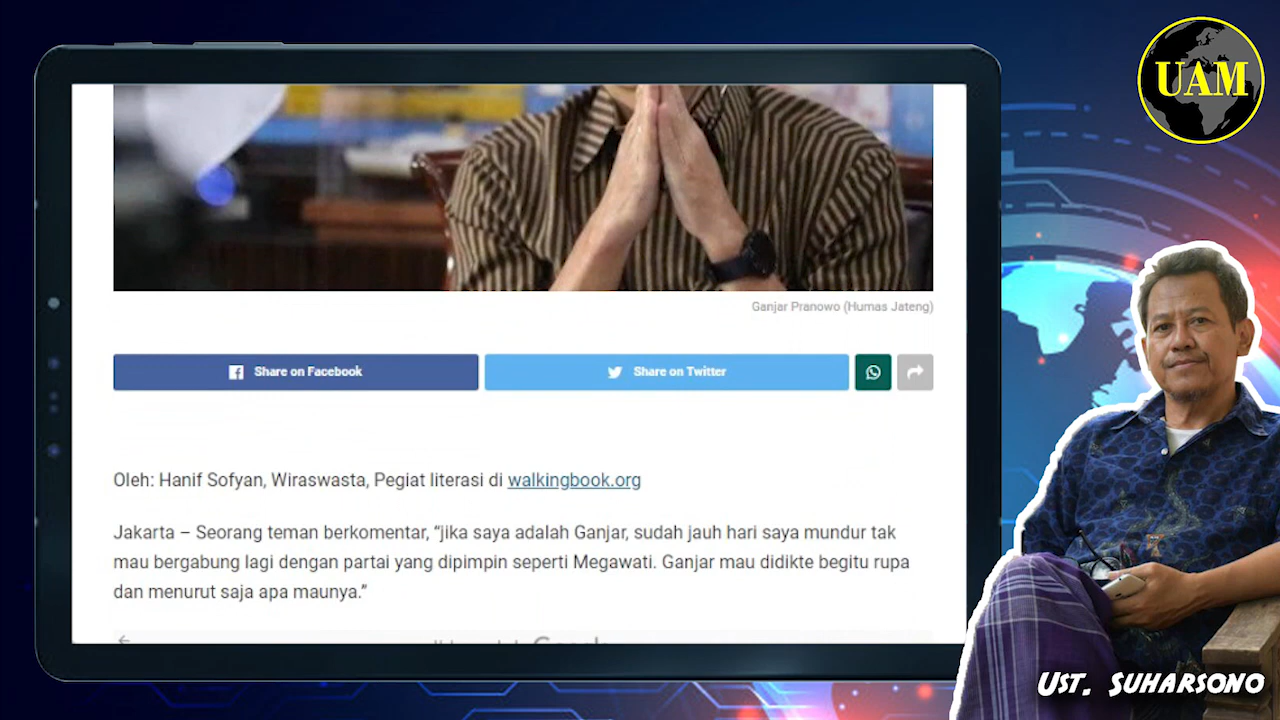 UAM
Ganjar Pranowo (Humas Jateng)
Share on Facebook
Share on Twitter
Oleh: Hanif Sofyan, Wiraswasta, Pegiat literasi di walkingbook.org
Jakarta – Seorang teman berkomentar, “jika saya adalah Ganjar, sudah jauh hari saya mundur tak
mau bergabung lagi dengan partai yang dipimpin seperti Megawati. Ganjar mau didikte begitu rupa
dan menurut saja apa maunya.”
Ust. Suharsono